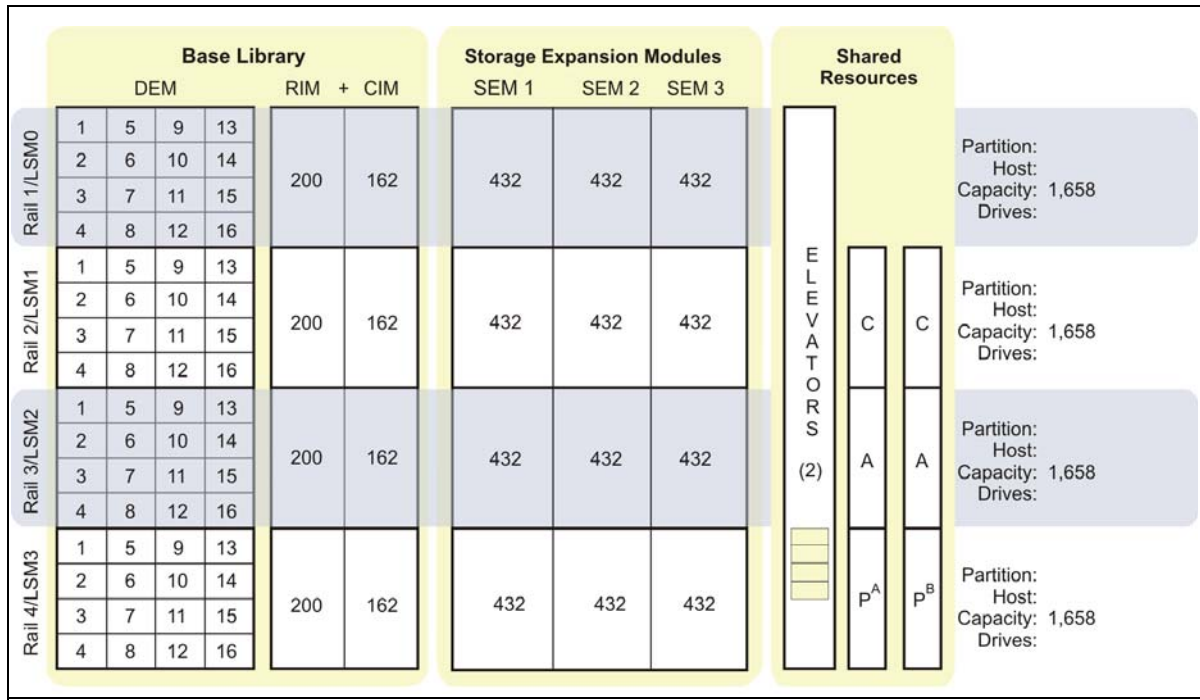 Base Library
Storage Expansion Modules
Shared
Resources
DEM
RIM + CIM
SEM 1 SEM 2 SEM 3
Rail 1/LSM0
1 5 9 13
2 6 10 14
3 7 11 15
4 8 12 16
200 162
432 432 432
Partition:
Host:
Capacity: 1,658
Drives:
Rail 2/LSM1
1 5 9 13
2 6 10 14
3 7 11 15
4 8 12 16
200 162
432 432 432
C C
Partition:
Host:
Capacity: 1,658
Drives:
ELEVATORS
(2)
Rail 3/LSM2
1 5 9 13
2 6 10 14
3 7 11 15
4 8 12 16
200 162
432 432 432
A A
Partition:
Host:
Capacity: 1,658
Drives:
Rail 4/LSM3
1 5 9 13
2 6 10 14
3 7 11 15
4 8 12 16
200 162
432 432 432
P^A P^B
Partition:
Host:
Capacity: 1,658
Drives: